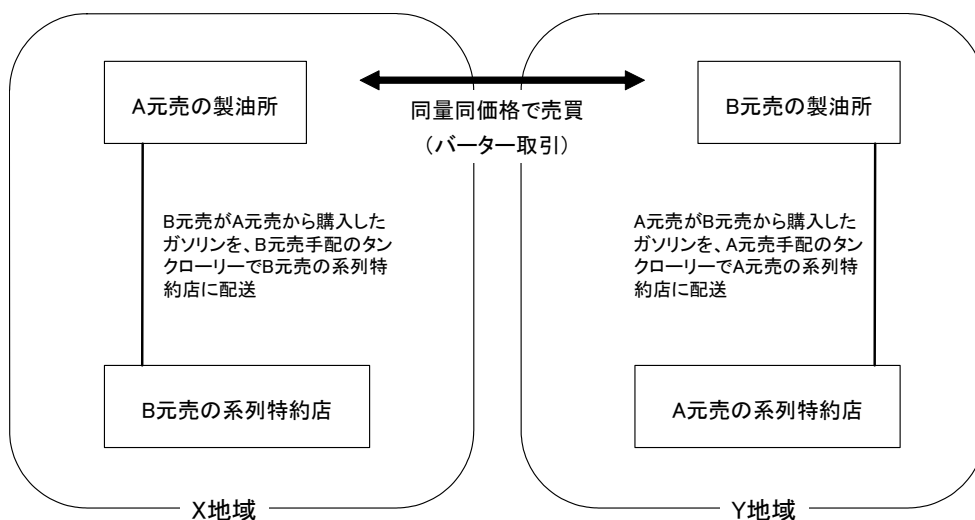 A元売の製油所
同量同価格で売買
（バーター取引）
B元売の製油所
B元売がA元売から購入した
ガソリンを、B元売手配のタン
クローリーでB元売の系列特
約店に配送
A元売がB元売から購入した
ガソリンを、A元売手配のタン
クローリーでA元売の系列特
約店に配送
B元売の系列特約店
A元売の系列特約店
X地域
Y地域